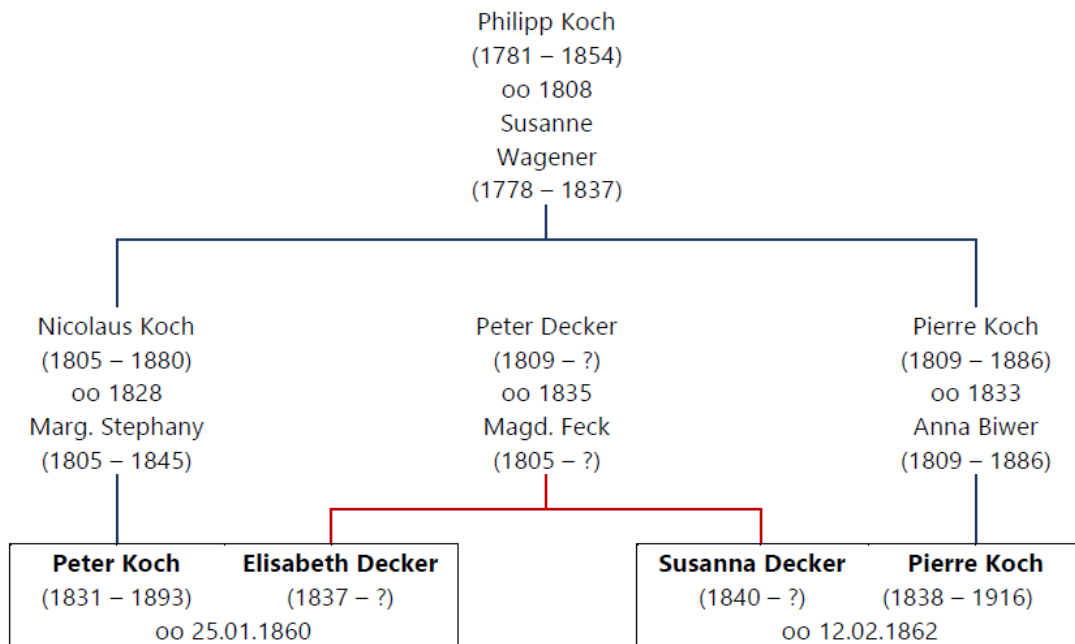 Philipp Koch
(1781 – 1854)
oo 1808
Susanne
Wagener
(1778 – 1837)
Nicolaus Koch
(1805 – 1880)
oo 1828
Marg. Stephany
(1805 – 1845)
Peter Decker
(1809 – ?)
oo 1835
Magd. Feck
(1805 – ?)
Pierre Koch
(1809 – 1886)
oo 1833
Anna Biwer
(1809 – 1886)
Peter Koch
(1831 – 1893)
Elisabeth Decker
(1837 – ?)
oo 25.01.1860
Susanna Decker
(1840 – ?)
Pierre Koch
(1838 – 1916)
oo 12.02.1862